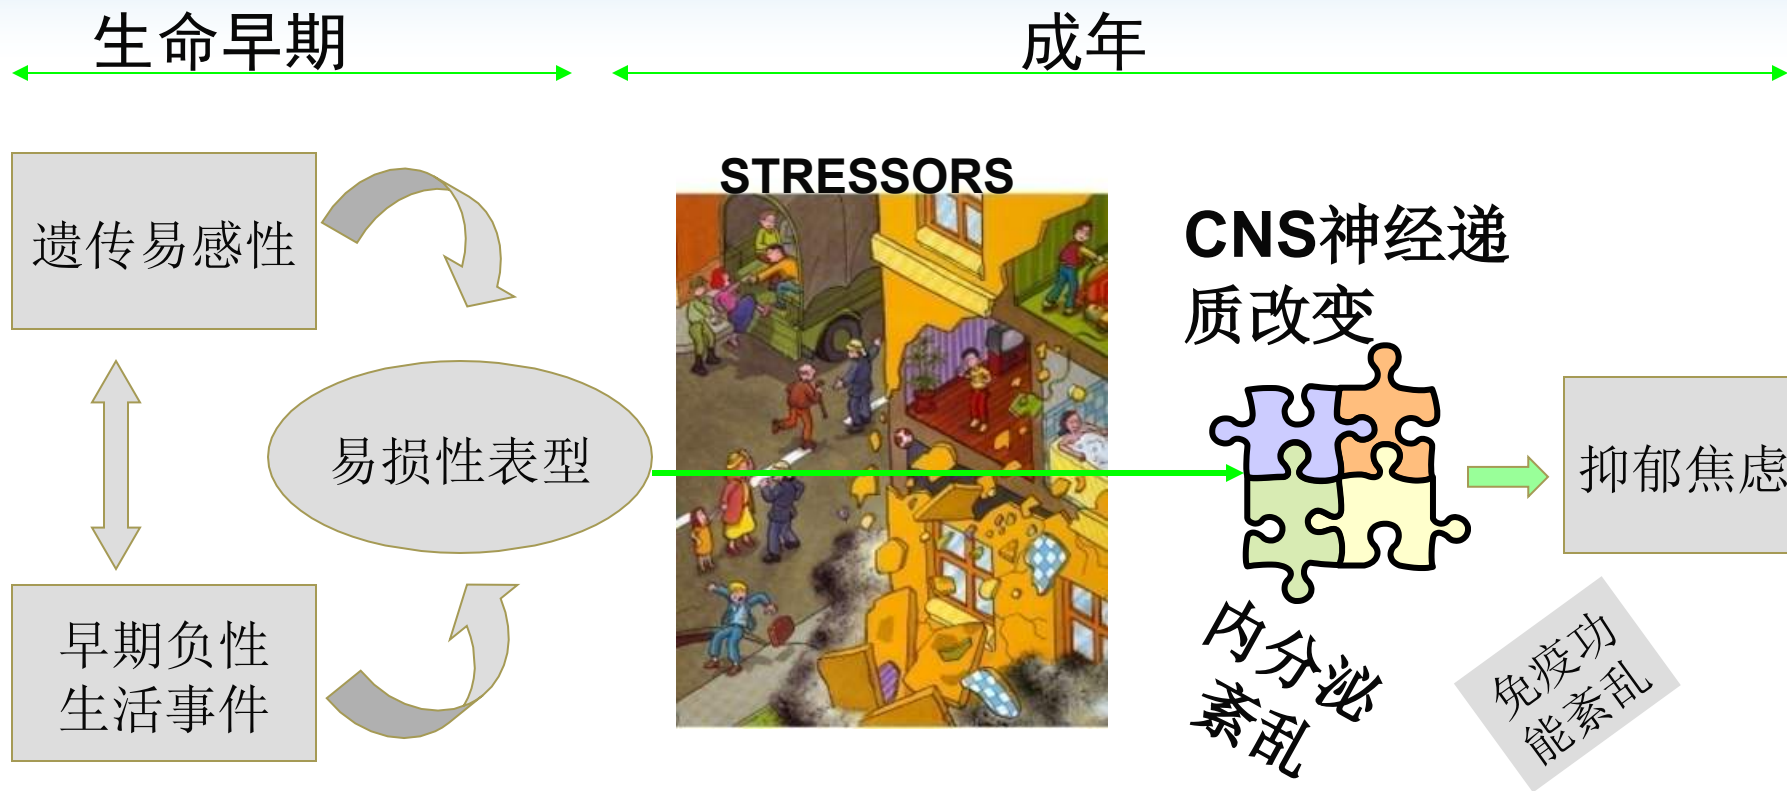 生命早期
成年
遗传易感性
STRESSORS
CNS神经递
质改变
易损性表型
抑郁焦虑
早期负性
生活事件
内分泌
紊乱
免疫功
能紊乱